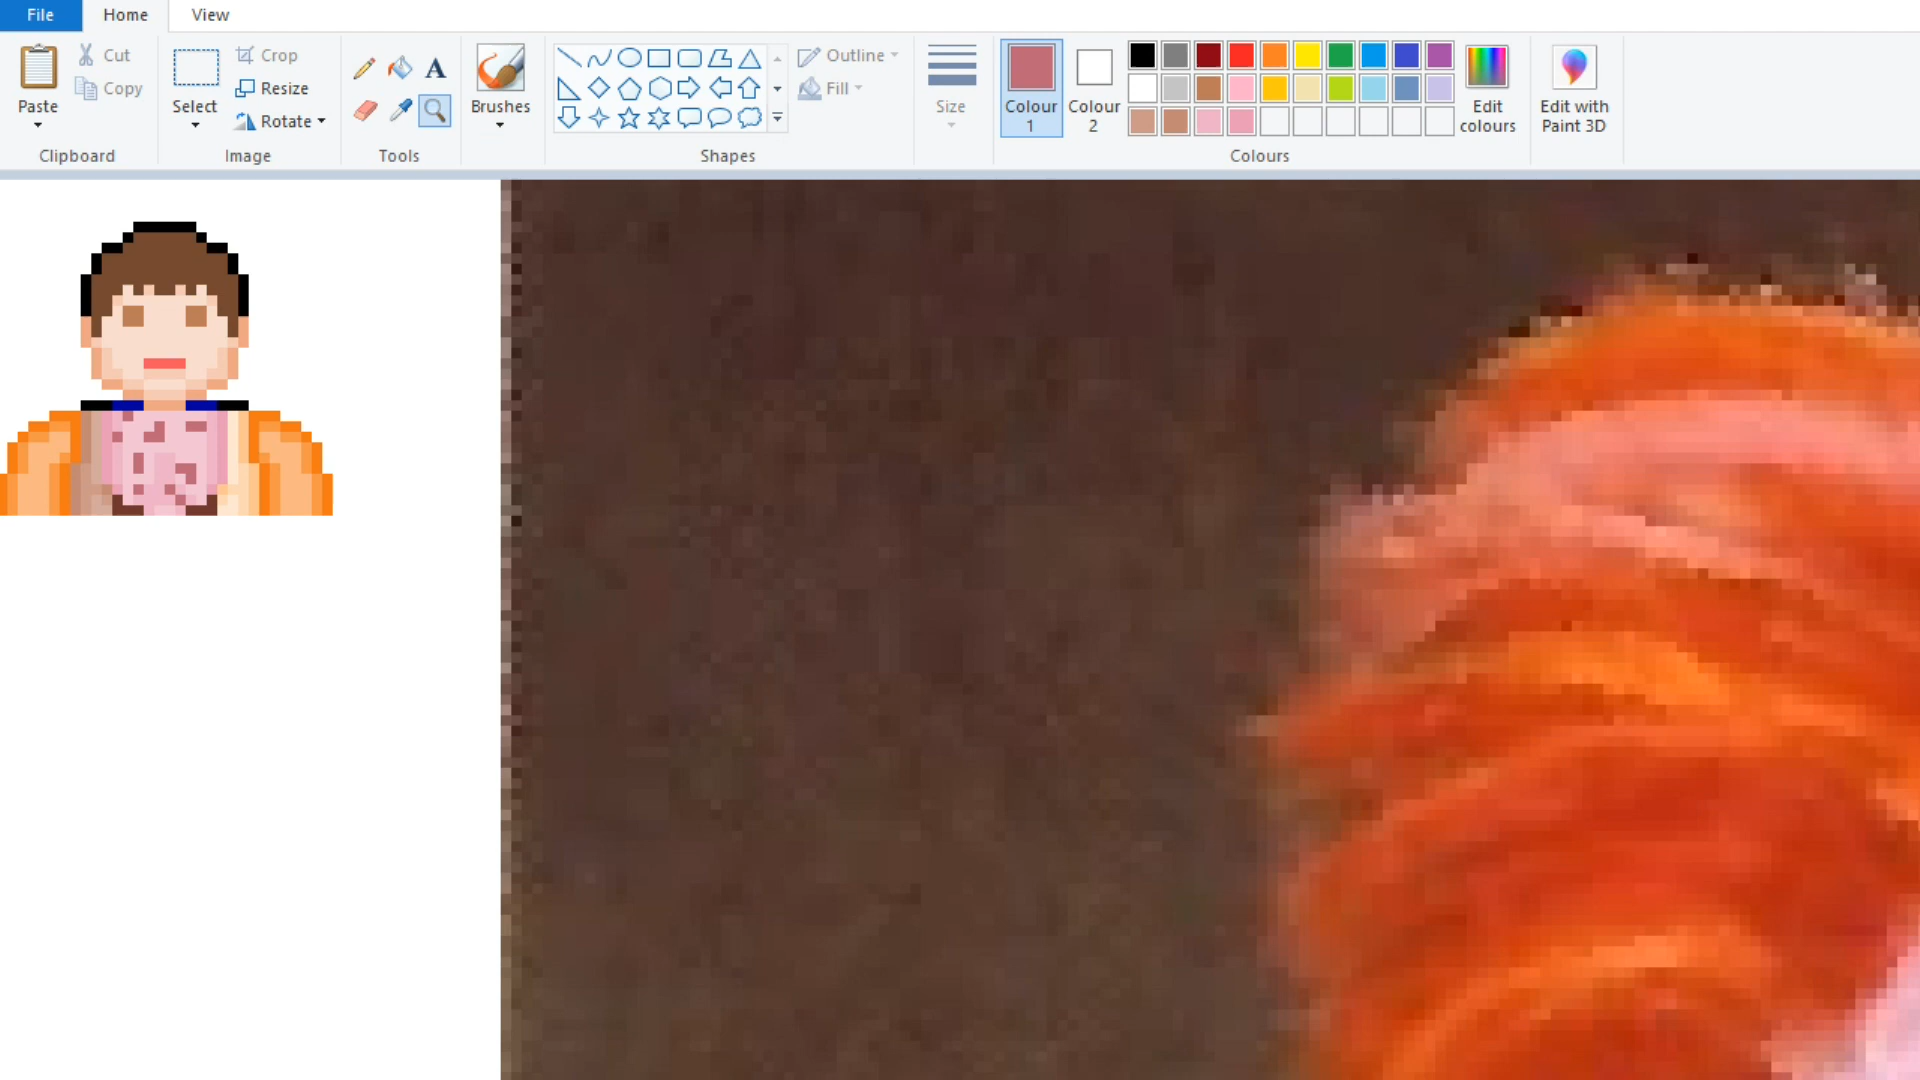 File Home View
Paste Cut Copy Clipboard
Select Crop Resize Rotate Image
A Tools
Brushes
Shapes Outline Fill
Size
Colour 1 Colour 2 Edit colours Colours
Edit with Paint 3D